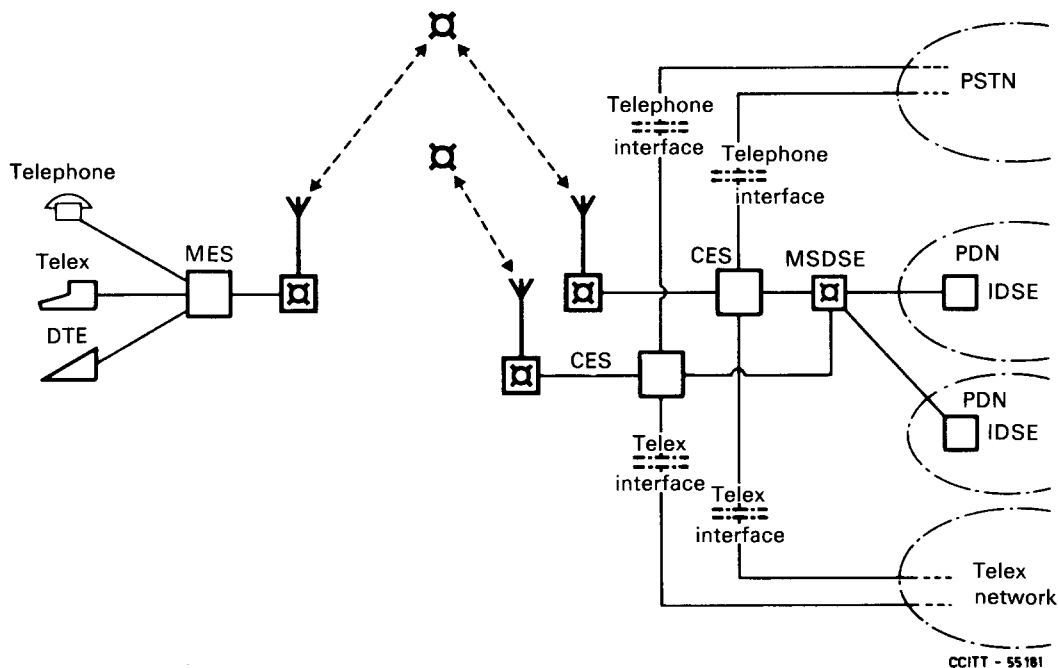 Telephone
Telex
DTE
MES
Telephone
interface
Telephone
interface
CES
MSDSE
CES
Telex
interface
Telex
interface
PSTN
PDN
IDSE
PDN
IDSE
Telex
network
CCITT - 55181